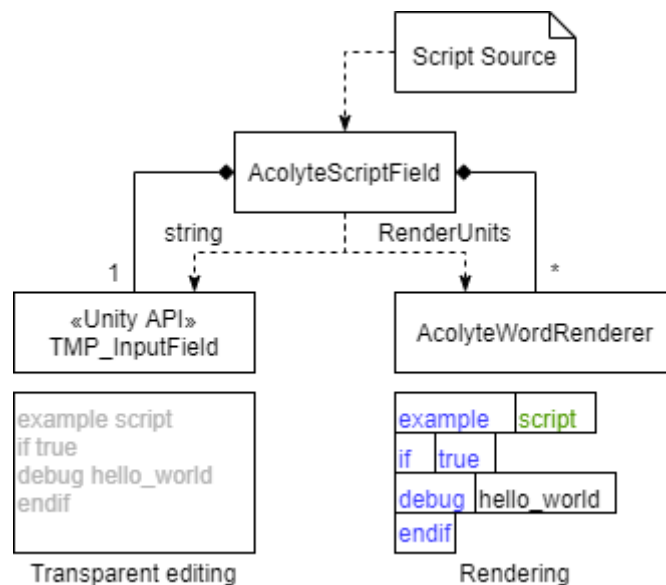 Script Source
AcolyteScriptField
string
RenderUnits
1
*
«Unity API»
TMP_InputField
AcolyteWordRenderer
example script
if true
debug hello_world
endif
example script
if true
debug hello_world
endif
Transparent editing
Rendering